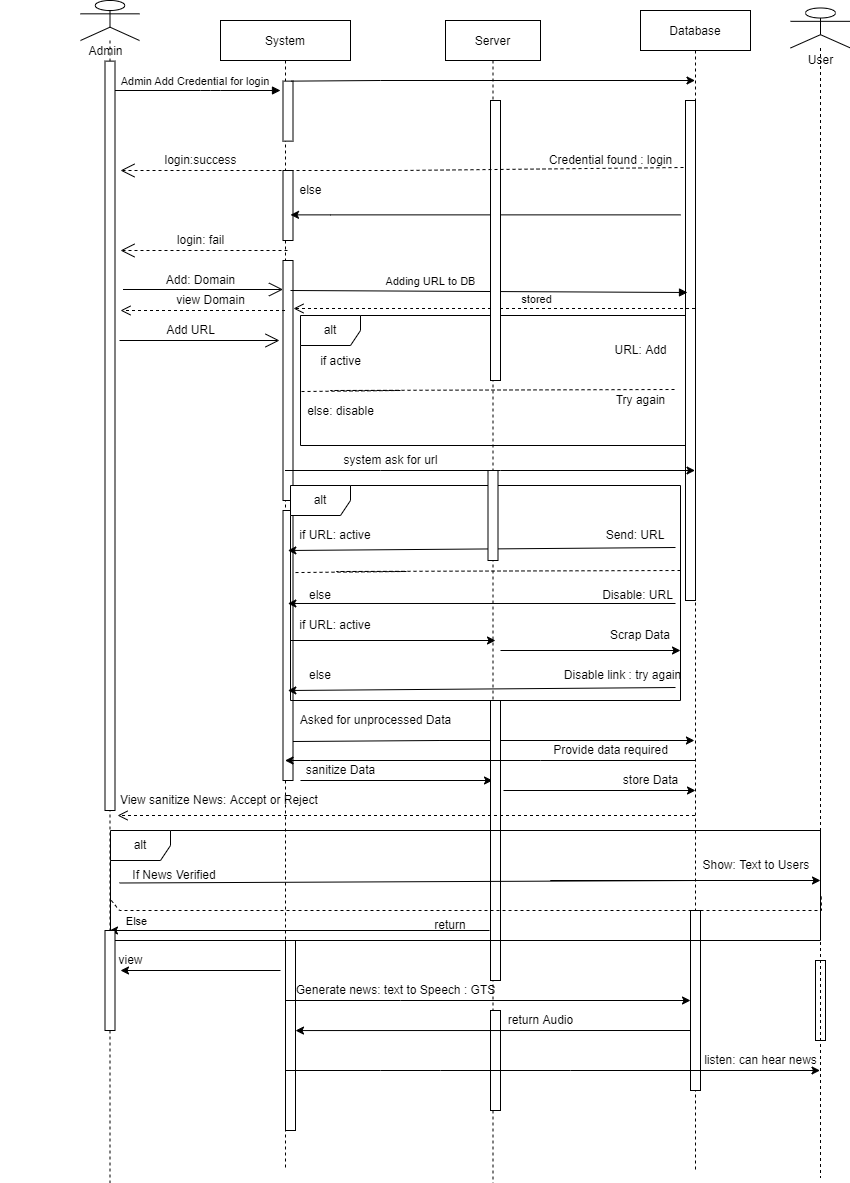 Admin
System
Server
Database
User
Admin Add Credential for login
login:success
Credential found : login
else
login: fail
Add: Domain
Adding URL to DB
view Domain
stored
Add URL
alt
URL: Add
if active
Try again
else: disable
system ask for url
alt
if URL: active
Send: URL
else
Disable: URL
if URL: active
Scrap Data
else
Disable link : try again
Asked for unprocessed Data
Provide data required
sanitize Data
store Data
View sanitize News: Accept or Reject
alt
Show: Text to Users
If News Verified
Else
return
view
Generate news: text to Speech : GTS
return Audio
listen: can hear news